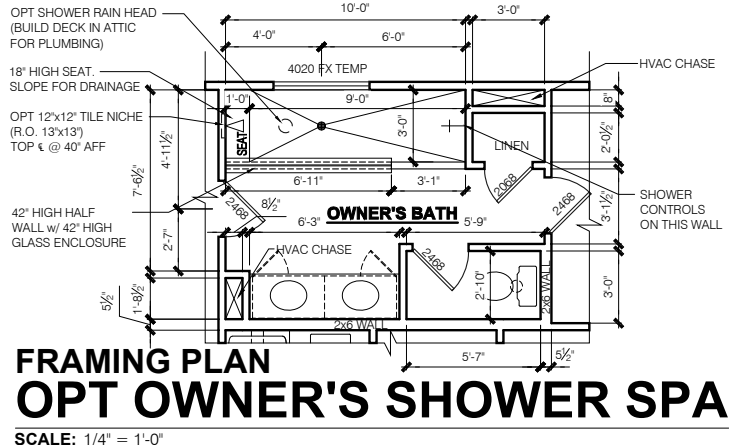 OPT SHOWER RAIN HEAD
(BUILD DECK IN ATTIC
FOR PLUMBING)
10'-0"
3'-0"
4'-0"
6'-0"
4020 FX TEMP
HVAC CHASE
18" HIGH SEAT.
SLOPE FOR DRAINAGE
1'-0"
9'-0"
8"
OPT 12"x12" TILE NICHE
(R.O. 13"x13")
TOP ℄ @ 40" AFF
SEAT
3'-0"
LINEN
2'-0½"
4'-11½"
7'-6½"
6'-11"
3'-1"
2068
42" HIGH HALF
WALL w/ 42" HIGH
GLASS ENCLOSURE
2468
8½"
OWNER'S BATH
2468
3'-1½"
SHOWER
CONTROLS
ON THIS WALL
6'-3"
5'-9"
2'-7"
HVAC CHASE
2468
2'-10"
2x6 WALL
3'-0"
5½"
1'-8½"
2x6 WALL
5'-7"
5½"
FRAMING PLAN
OPT OWNER'S SHOWER SPA
SCALE: 1/4" = 1'-0"